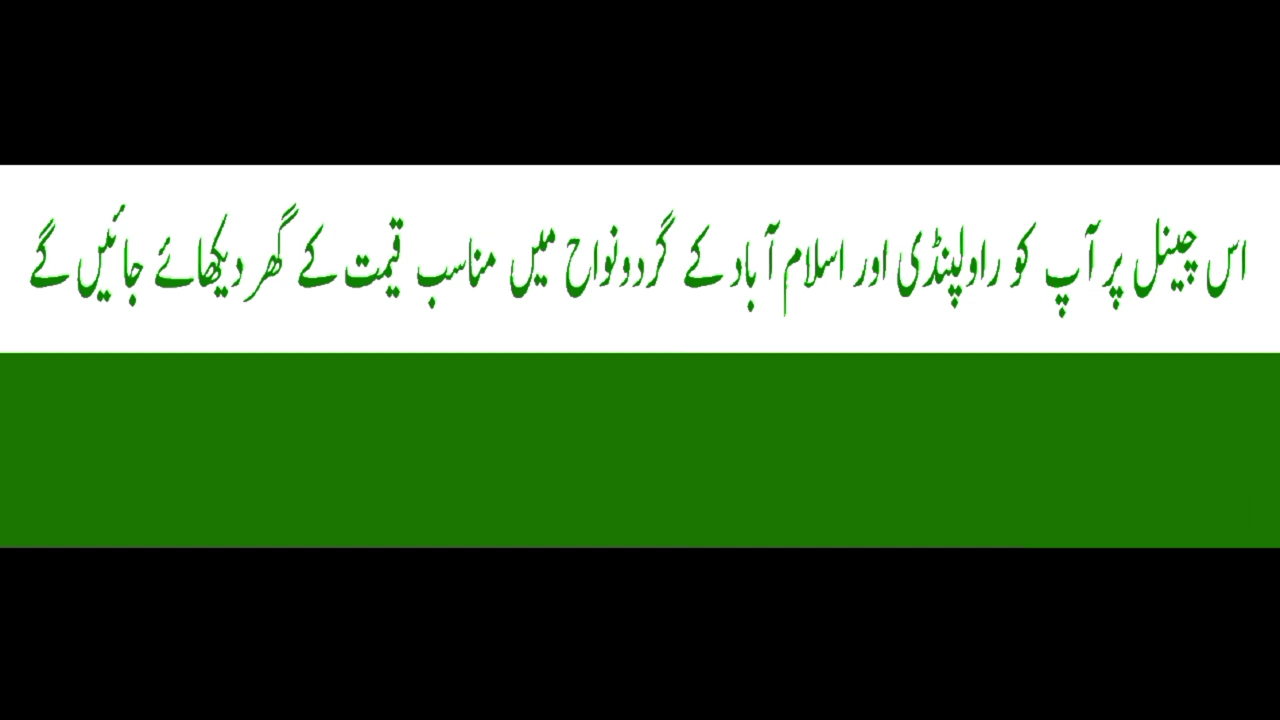 اس چینل پر آپ کو راولپنڈی اور اسلام آباد کے گردونواح میں مناسب قیمت کے گھر دیکھائے جائیں گے